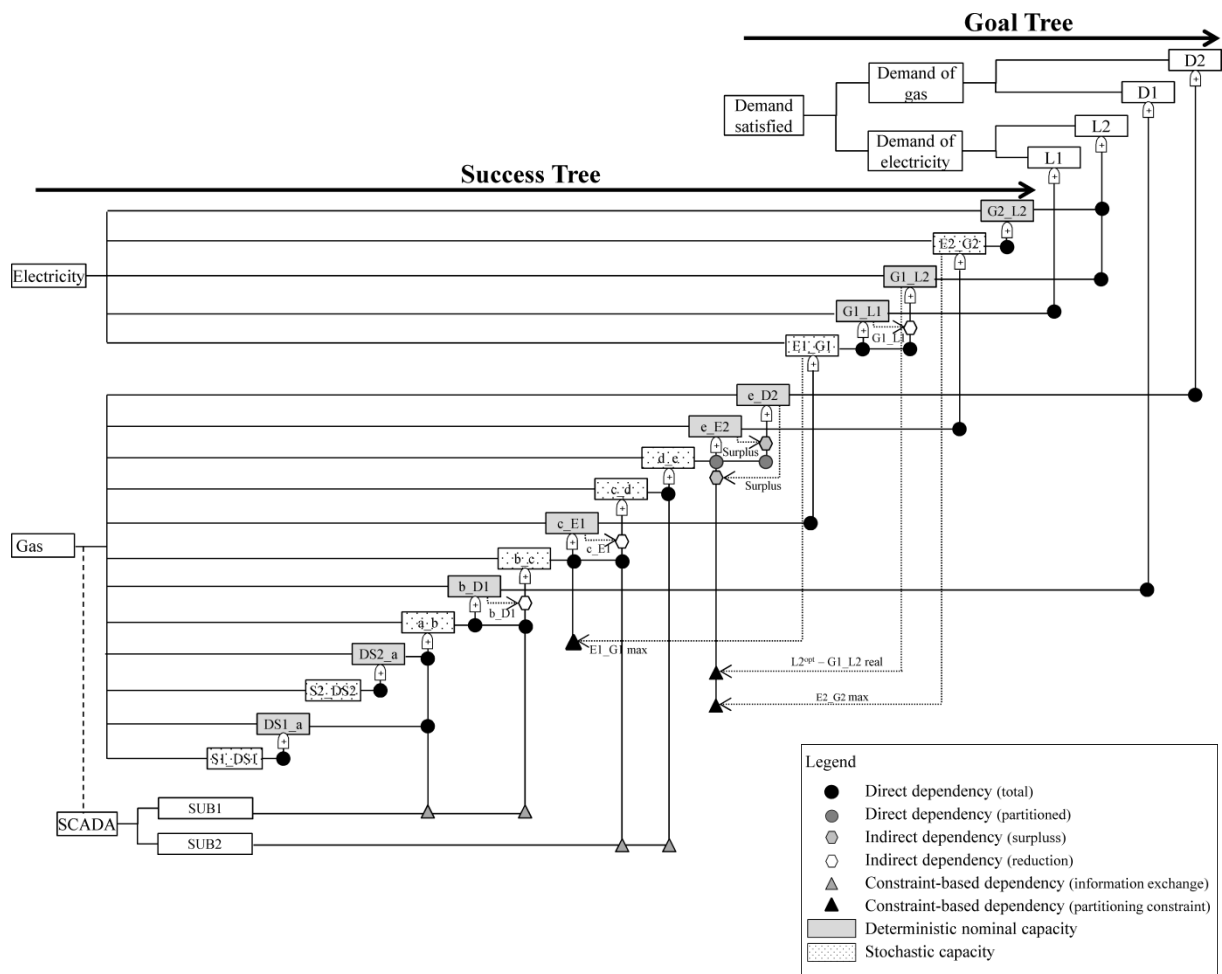 Goal Tree
D2
Demand of
gas
D1
Demand
satisfied
L2
Demand of
electricity
L1
Success Tree
G2_L2
E2_G2
Electricity
G1_L2
G1_L1
G1_L1
E1_G1
e_D2
e_E2
Surplus
d_e
Surplus
c_d
c_E1
Gas
c_E1
b_c
b_D1
b_D1
a_b
E1_G1 max
DS2_a
L2opt – G1_L2 real
S2_DS2
E2_G2 max
DS1_a
S1_DS1
SUB1
SCADA
SUB2
Legend
Direct dependency (total)
Direct dependency (partitioned)
Indirect dependency (surpluss)
Indirect dependency (reduction)
Constraint-based dependency (information exchange)
Constraint-based dependency (partitioning constraint)
Deterministic nominal capacity
Stochastic capacity